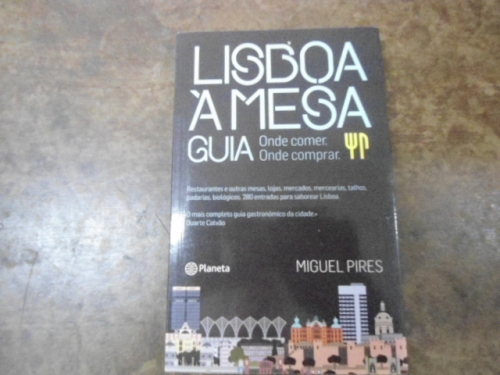 LISBOA
À MESA
GUIA
Onde comer.
Onde comprar.
Restaurantes e outras mesas, lojas, mercados, mercearias, talhos,
padarias, biológicos, 380 entradas para saborear Lisboa.
«O mais completo guia gastronómico da cidade.»
Duarte Calvão
Planeta
MIGUEL PIRES